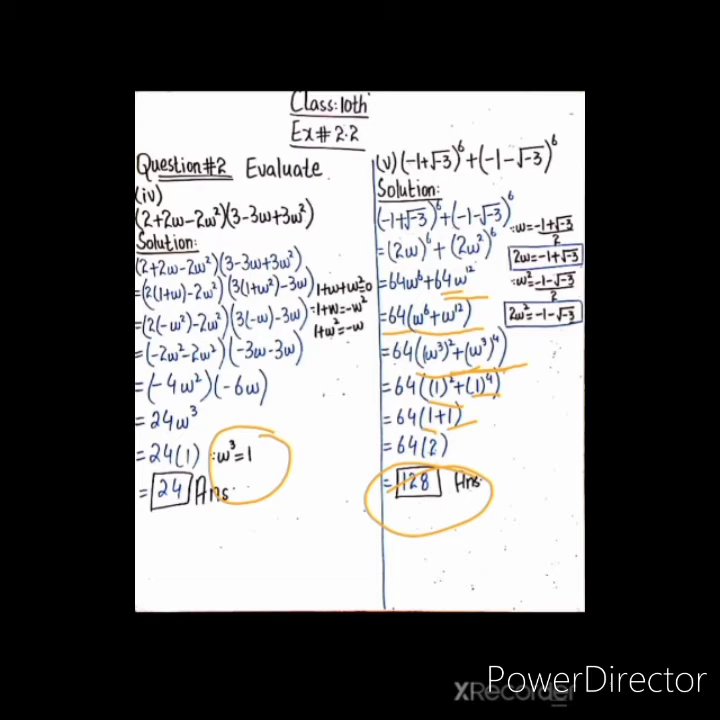 Class:10th
Ex# 2.2
Question#2 Evaluate
(iv)
(2+2ω-2ω²)(3-3ω+3ω²)
Solution:
(2+2ω-2ω²)(3-3ω+3ω²)
=(2(1+ω)-2ω²)(3(1+ω²)-3ω) 1+ω+ω²=0
=(2(-ω²)-2ω²)(3(-ω)-3ω) ∵1+ω=-ω²
=(-2ω²-2ω²)(-3ω-3ω) 1+ω²=-ω
=(-4ω²)(-6ω)
=24ω³
=24(1) ∵ω³=1
=24 Ans.
(v) (-1+√-3)⁶+(-1-√-3)⁶
Solution:
(-1+√-3)⁶+(-1-√-3)⁶ ∵ω=-1+√-3/2
=(2ω)⁶+(2ω²)⁶ 2ω=-1+√-3
=64ω⁶+64ω¹² ∵ω²=-1-√-3/2
=64(ω⁶+ω¹²) 2ω²=-1-√-3
=64((ω³)²+(ω³)⁴)
=64((1)²+(1)⁴)
=64(1+1)
=64(2)
=128 Ans.
PowerDirector
XRecorder